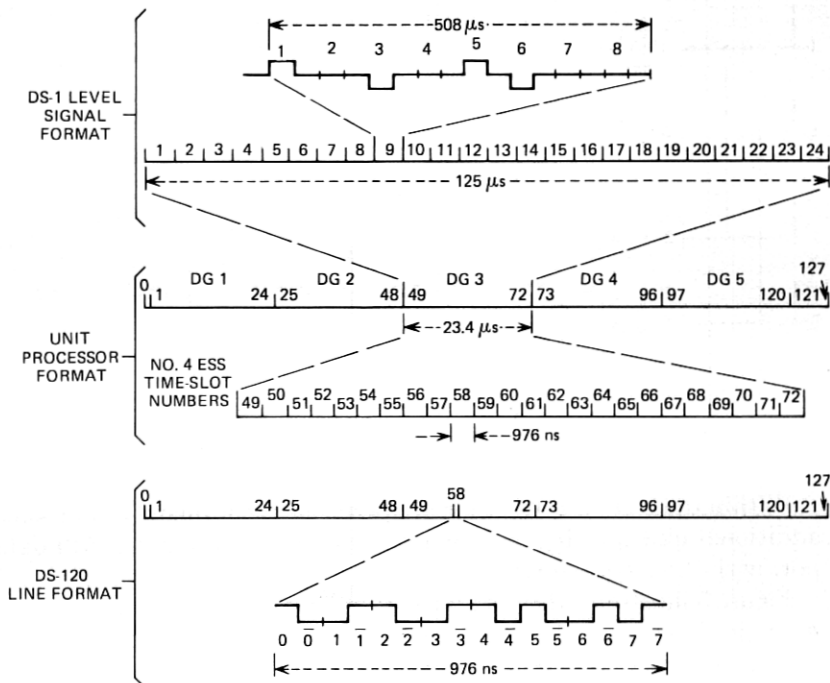 508 μs
1 2 3 4 5 6 7 8
DS-1 LEVEL
SIGNAL
FORMAT
1 2 3 4 5 6 7 8 9 10 11 12 13 14 15 16 17 18 19 20 21 22 23 24
125 μs
127
0 DG 1 DG 2 DG 3 DG 4 DG 5
1 24 25 48 49 72 73 96 97 120 121
UNIT
PROCESSOR
FORMAT
23.4 μs
NO. 4 ESS
TIME-SLOT
NUMBERS
49 50 51 52 53 54 55 56 57 58 59 60 61 62 63 64 65 66 67 68 69 70 71 72
976 ns
127
0 1 24 25 48 49 58 72 73 96 97 120 121
DS-120
LINE FORMAT
0 0̅ 1 1̅ 2 2̅ 3 3̅ 4 4̅ 5 5̅ 6 6̅ 7 7̅
976 ns